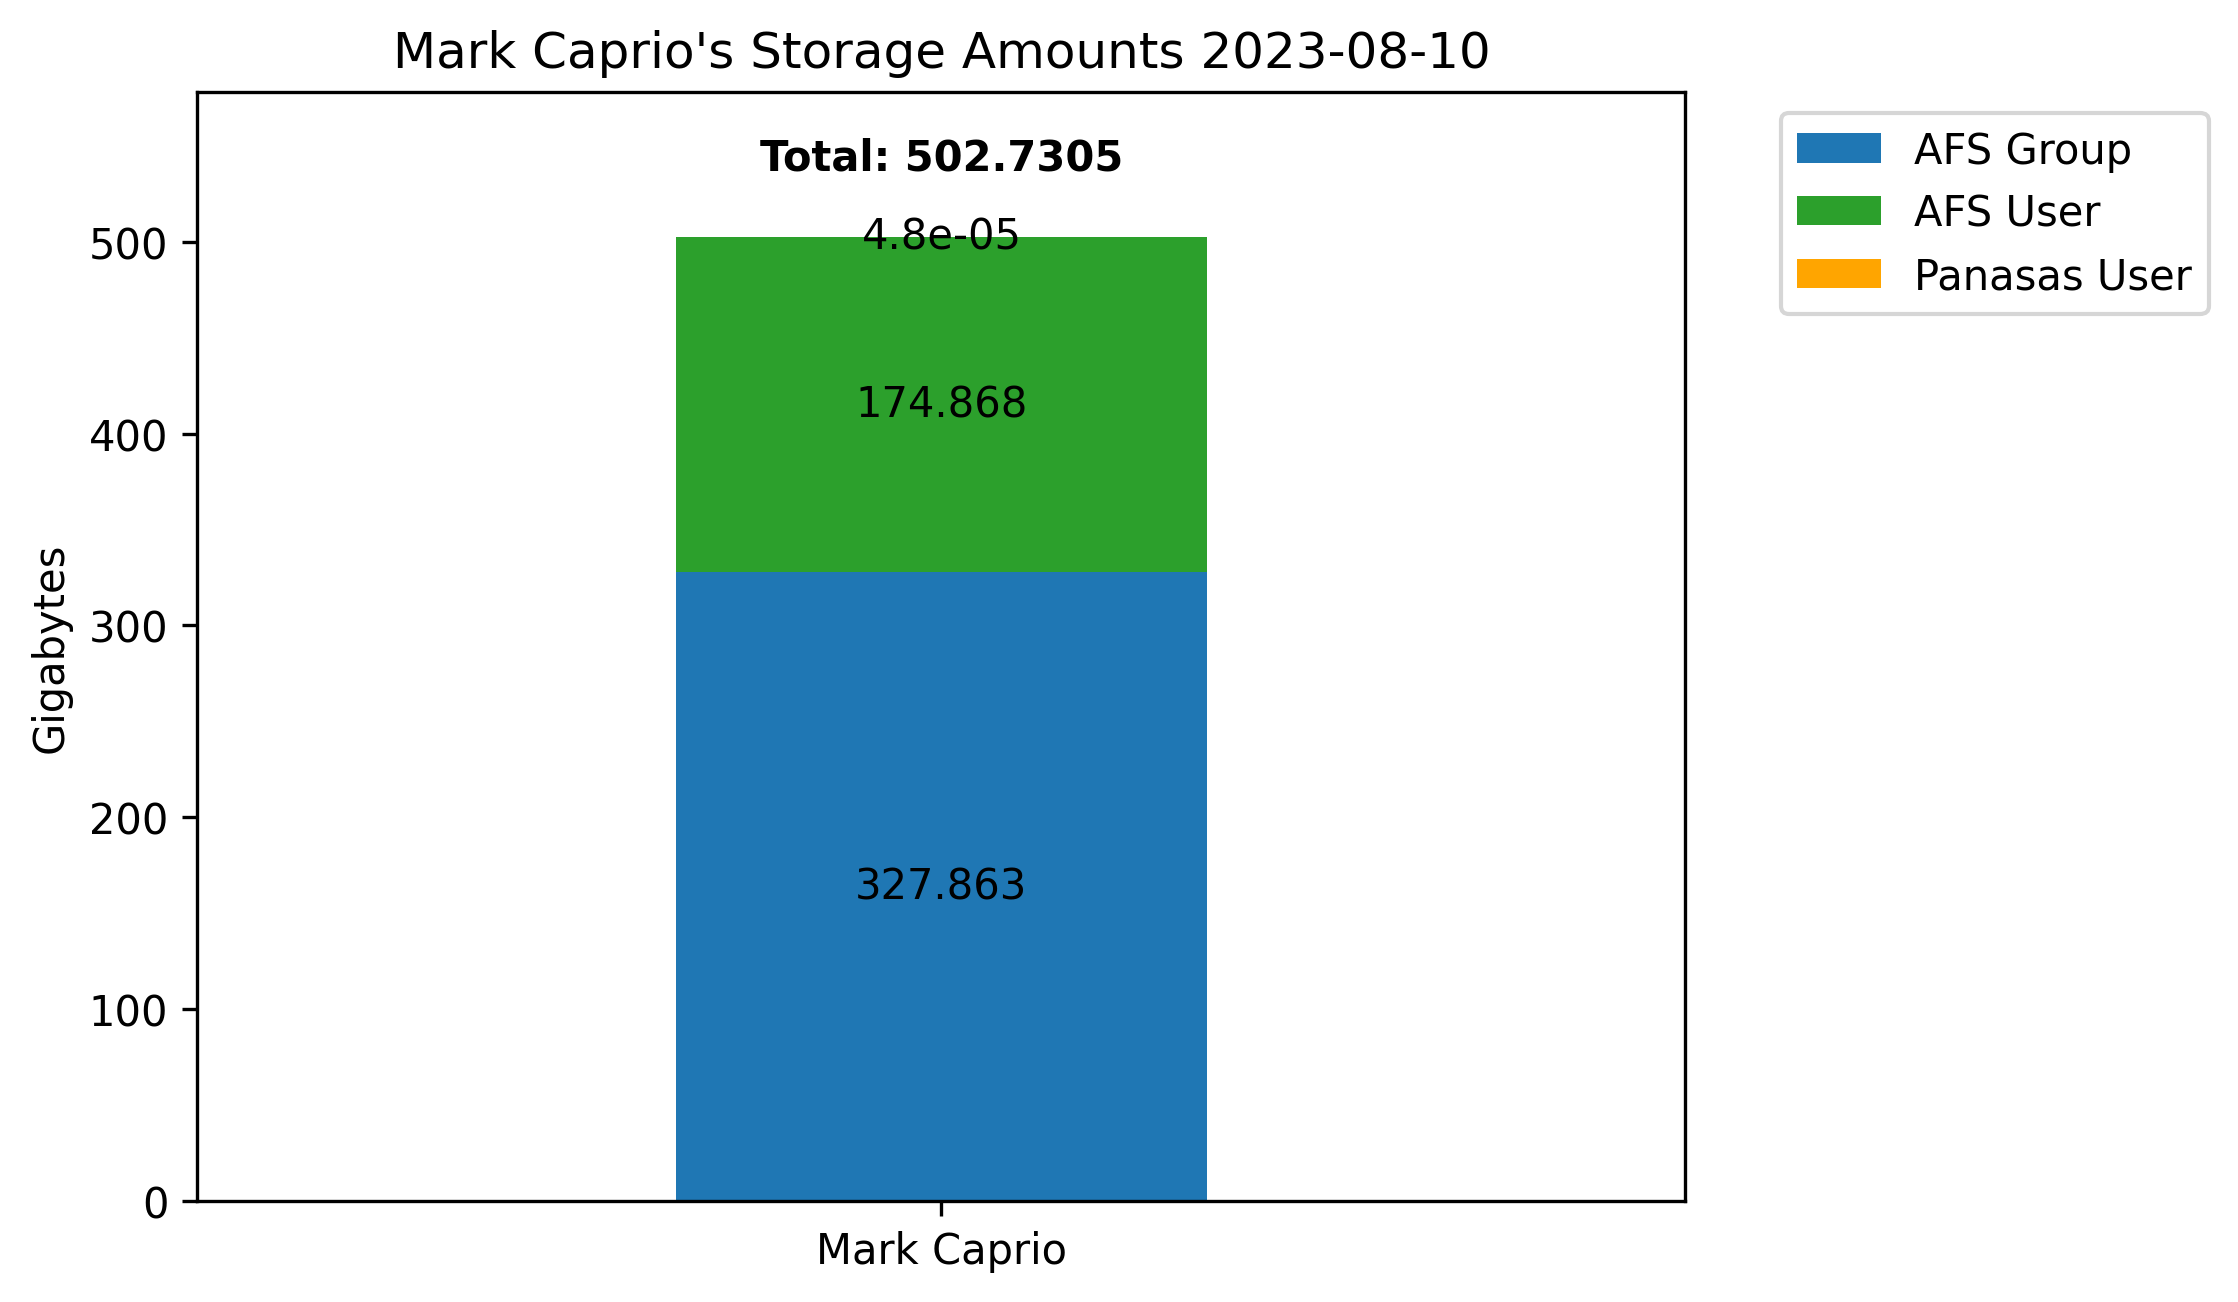 Mark Caprio's Storage Amounts 2023-08-10
Total: 502.7305
4.8e-05
174.868
327.863
500
400
300
200
100
0
Gigabytes
Mark Caprio
AFS Group
AFS User
Panasas User